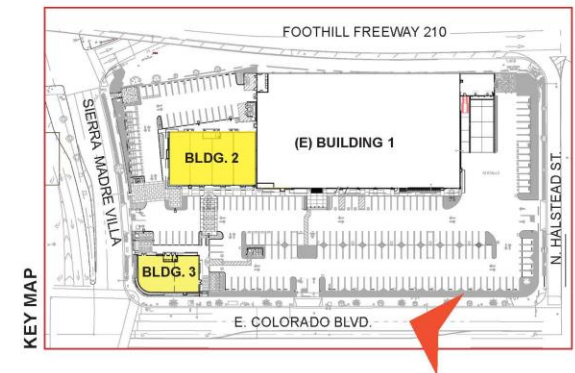 FOOTHILL FREEWAY 210
SIERRA MADRE VILLA
BLDG. 2
(E) BUILDING 1
N. HALSTEAD ST.
BLDG. 3
E. COLORADO BLVD.
KEY MAP